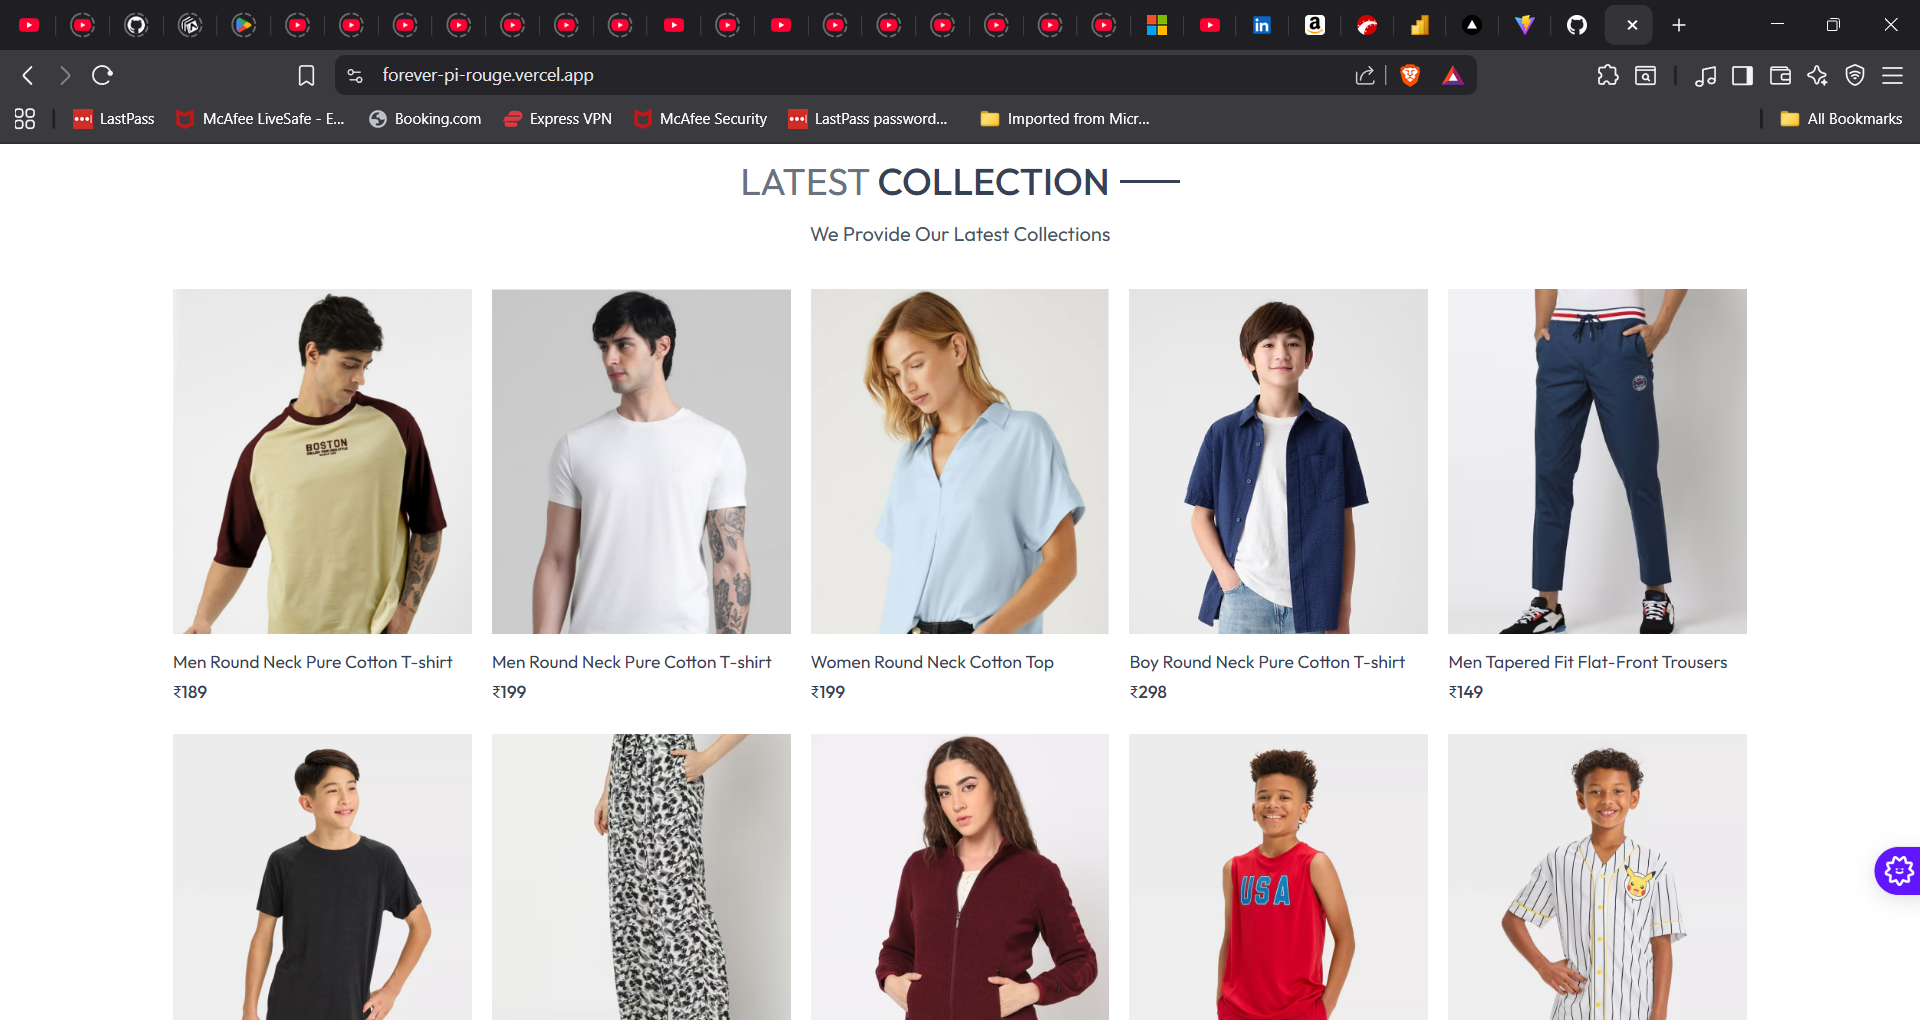 forever-pi-rouge.vercel.app
LastPass
McAfee LiveSafe - E...
Booking.com
Express VPN
McAfee Security
LastPass password...
Imported from Micr...
All Bookmarks
LATEST COLLECTION
We Provide Our Latest Collections
BOSTON
Men Round Neck Pure Cotton T-shirt
₹189
Men Round Neck Pure Cotton T-shirt
₹199
Women Round Neck Cotton Top
₹199
Boy Round Neck Pure Cotton T-shirt
₹298
Men Tapered Fit Flat-Front Trousers
₹149
USA